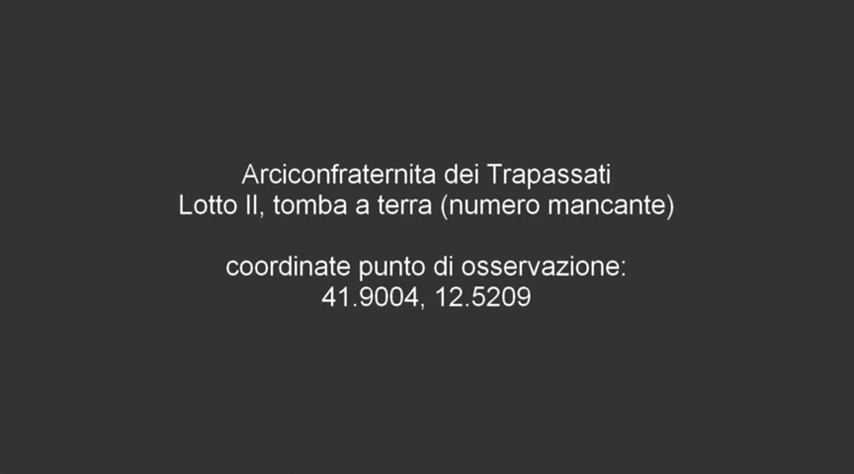 Arciconfraternita dei Trapassati
Lotto II, tomba a terra (numero mancante)
coordinate punto di osservazione:
41.9004, 12.5209